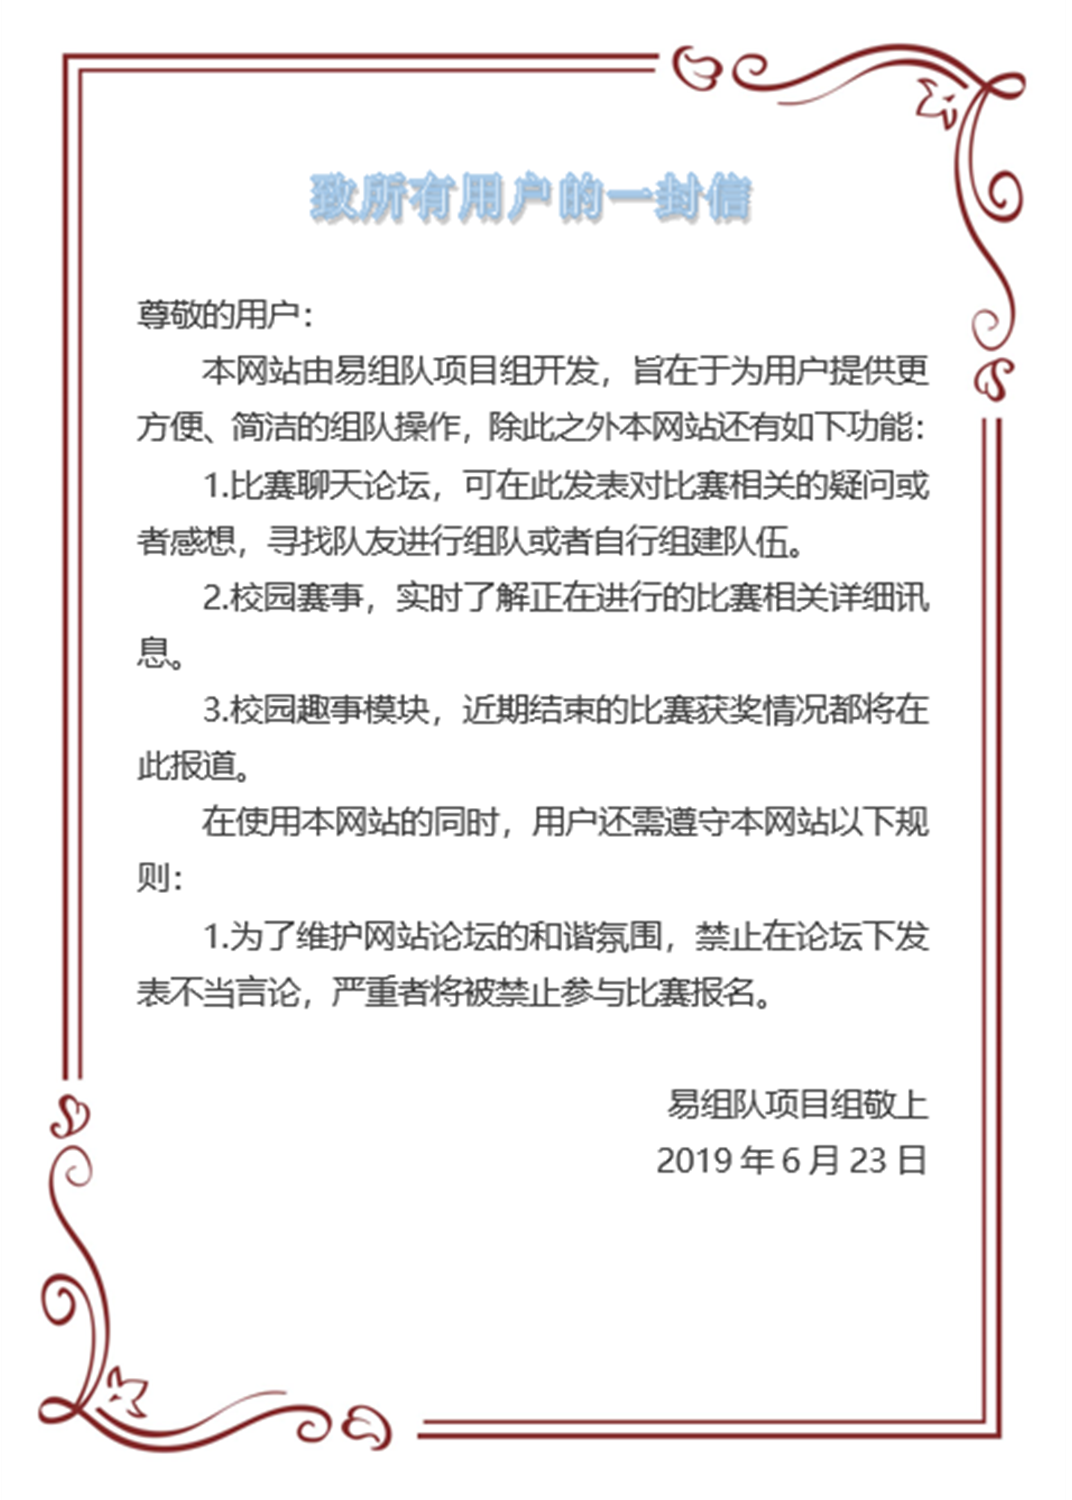 致所有用户的一封信
尊敬的用户：
本网站由易组队项目组开发，旨在于为用户提供更
方便、简洁的组队操作，除此之外本网站还有如下功能：
1.比赛聊天论坛，可在此发表对比赛相关的疑问或
者感想，寻找队友进行组队或者自行组建队伍。
2.校园赛事，实时了解正在进行的比赛相关详细讯
息。
3.校园趣事模块，近期结束的比赛获奖情况都将在
此报道。
在使用本网站的同时，用户还需遵守本网站以下规
则：
1.为了维护网站论坛的和谐氛围，禁止在论坛下发
表不当言论，严重者将被禁止参与比赛报名。
易组队项目组敬上
2019 年 6 月 23 日